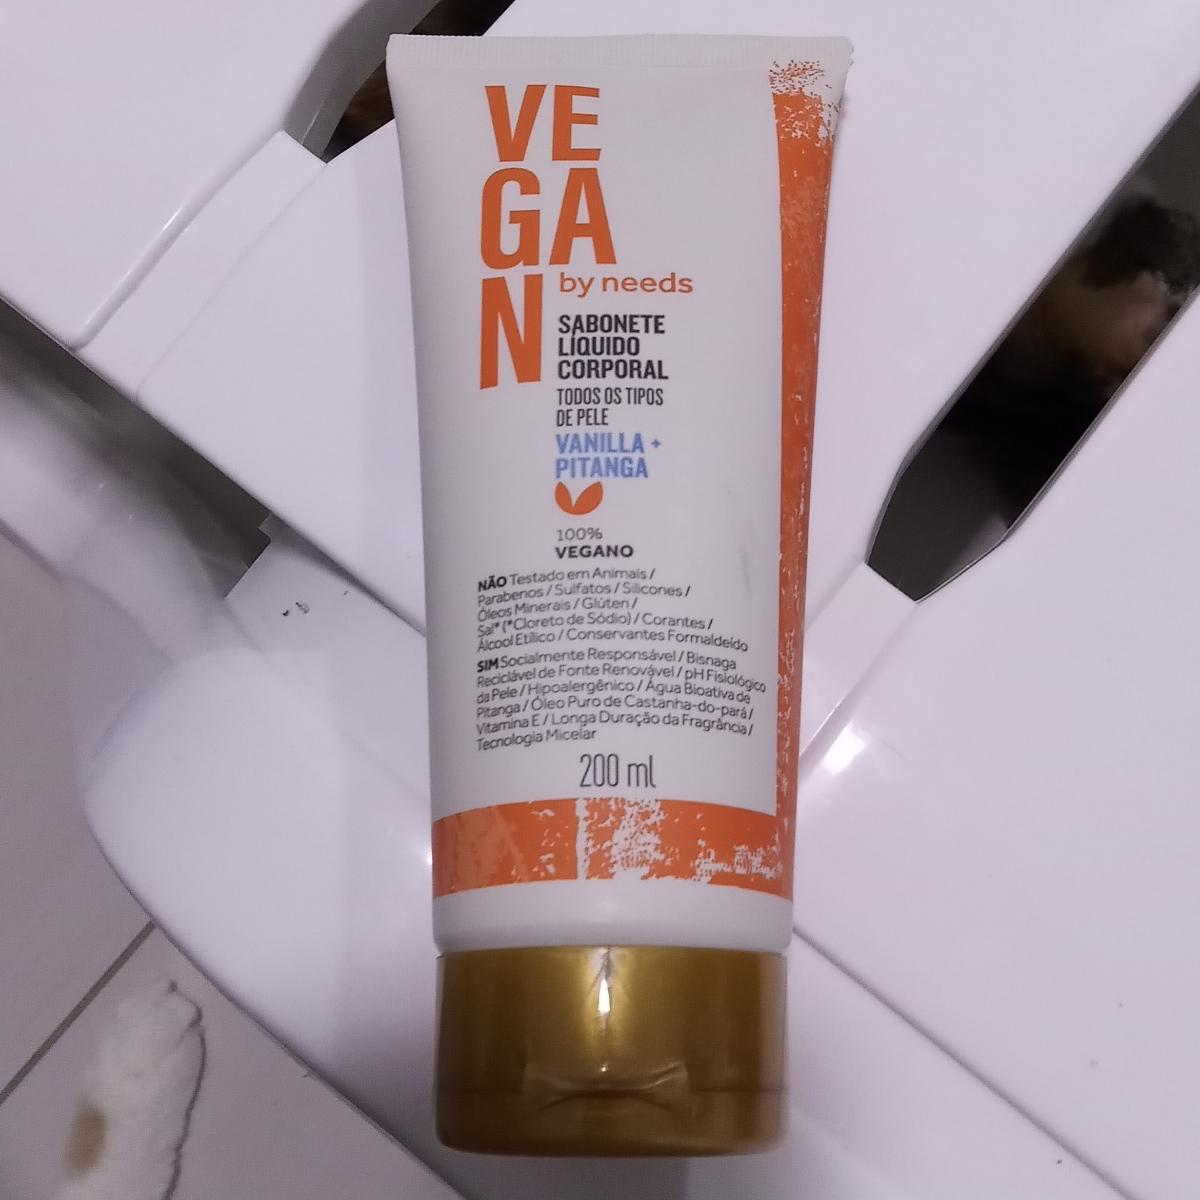 VE
GA
N
by needs
SABONETE
LÍQUIDO
CORPORAL
TODOS OS TIPOS
DE PELE
VANILLA +
PITANGA
100%
VEGANO
NÃO Testado em Animais /
Parabenos / Sulfatos / Silicones /
Óleos Minerais / Glúten /
Sal* (*Cloreto de Sódio) / Corantes /
Álcool Etílico / Conservantes Formaldeído
SIM Socialmente Responsável / Bisnaga
Reciclável de Fonte Renovável / pH Fisiológico
da Pele / Hipoalergênico / Água Bioativa de
Pitanga / Óleo Puro de Castanha-do-pará /
Vitamina E / Longa Duração da Fragrância /
Tecnologia Micelar
200 ml